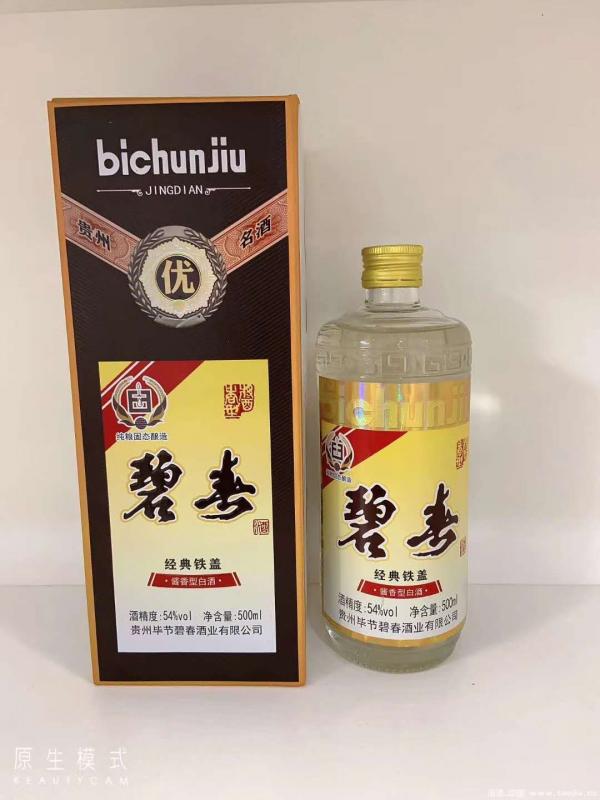 bichunjiu
JINGDIAN
贵州
优
名酒
纯粮固态酿造
碧春
经典铁盖
·酱香型白酒·
酒精度:54%vol 净含量:500ml
贵州毕节碧春酒业有限公司
bichunjiu
碧春
经典铁盖
·酱香型白酒·
酒精度:54%vol 净含量:500ml
贵州毕节碧春酒业有限公司
原生模式
BEAUTYCAM